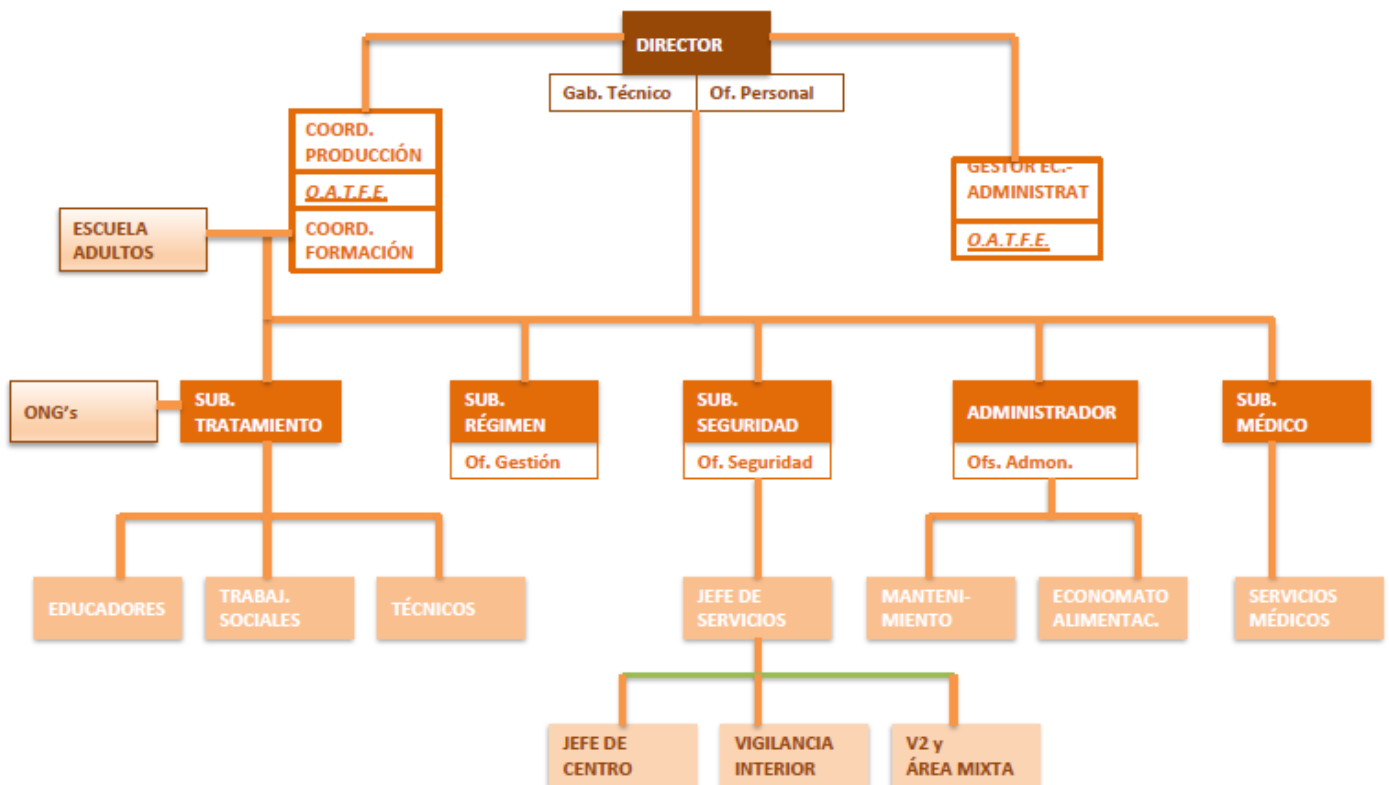 DIRECTOR
Gab. Técnico
Of. Personal
COORD.
PRODUCCIÓN
O.A.T.F.E.
COORD.
FORMACIÓN
GESTOR EC.-
ADMINISTRAT
O.A.T.F.E.
ESCUELA
ADULTOS
ONG's
SUB.
TRATAMIENTO
SUB.
RÉGIMEN
Of. Gestión
SUB.
SEGURIDAD
Of. Seguridad
ADMINISTRADOR
Ofs. Admon.
SUB.
MÉDICO
EDUCADORES
TRABAJ.
SOCIALES
TÉCNICOS
JEFE DE
SERVICIOS
MANTENI-
MIENTO
ECONOMATO
ALIMENTAC.
SERVICIOS
MÉDICOS
JEFE DE
CENTRO
VIGILANCIA
INTERIOR
V2 y
ÁREA MIXTA